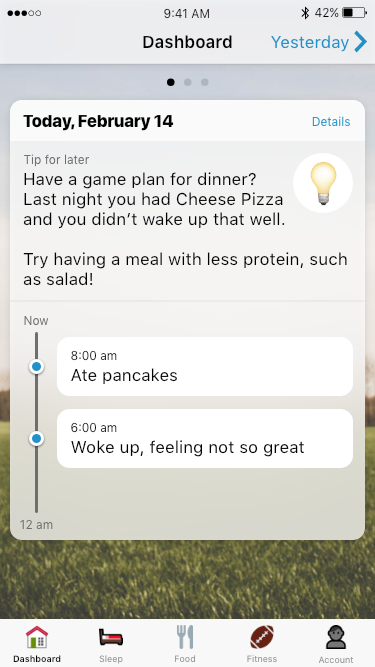 9:41 AM
42%
Dashboard
Yesterday
Today, February 14
Details
Tip for later
Have a game plan for dinner?
Last night you had Cheese Pizza
and you didn’t wake up that well.
Try having a meal with less protein, such
as salad!
Now
8:00 am
Ate pancakes
6:00 am
Woke up, feeling not so great
12 am
Dashboard
Sleep
Food
Fitness
Account